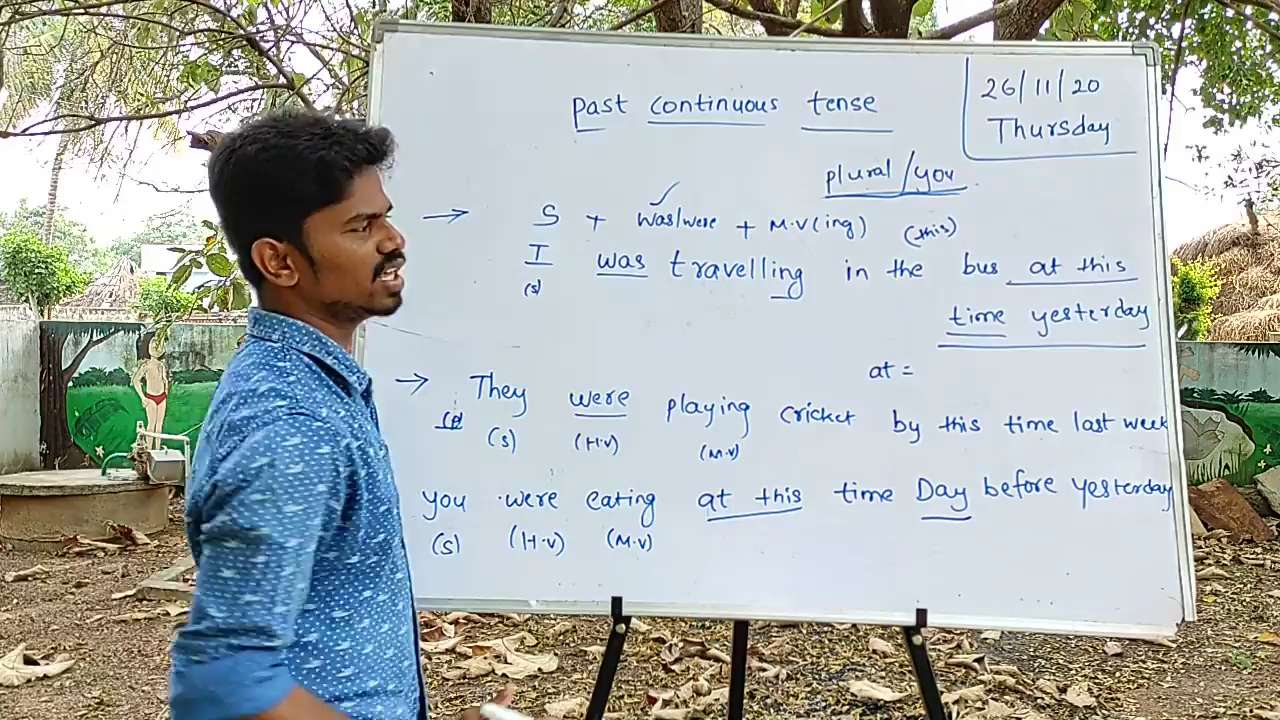 past continuous tense
26/11/20
Thursday
plural/you
→ S + was/were + M.V(ing) (this)
I was travelling in the bus at this
(S)
time yesterday
at =
→ They were playing cricket by this time last week
(S) (H.V) (M.V)
you were eating at this time Day before yesterday
(S) (H.V) (M.V)